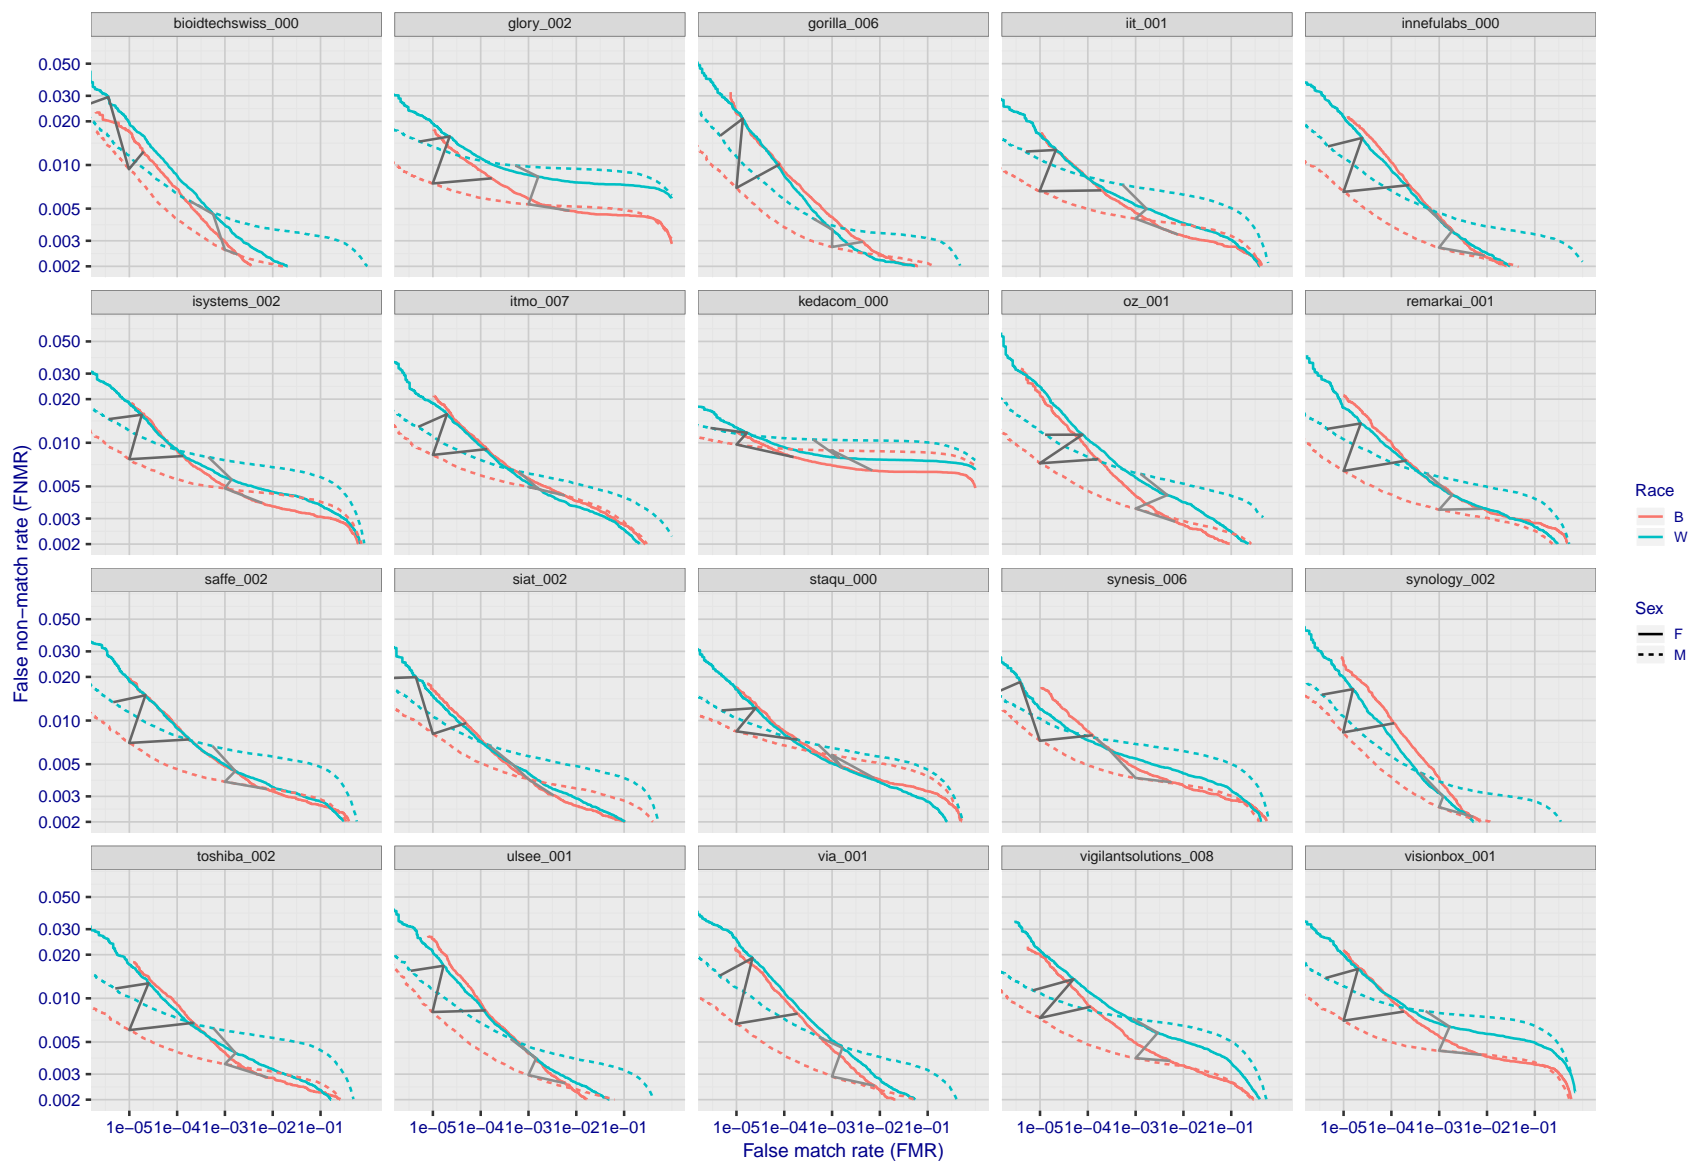 bioidtechswiss_000 glory_002 gorilla_006 iit_001 innefulabs_000
0.050
0.030
0.020
0.010
0.005
0.003
0.002
isystems_002 itmo_007 kedacom_000 oz_001 remarkai_001
0.050
0.030
0.020
0.010
0.005
0.003
0.002
Race
B
W
saffe_002 siat_002 staqu_000 synesis_006 synology_002
0.050
0.030
0.020
0.010
0.005
0.003
0.002
Sex
F
M
False non−match rate (FNMR)
toshiba_002 ulsee_001 via_001 vigilantsolutions_008 visionbox_001
0.050
0.030
0.020
0.010
0.005
0.003
0.002
1e−051e−041e−031e−021e−01 1e−051e−041e−031e−021e−01 1e−051e−041e−031e−021e−01 1e−051e−041e−031e−021e−01 1e−051e−041e−031e−021e−01
False match rate (FMR)